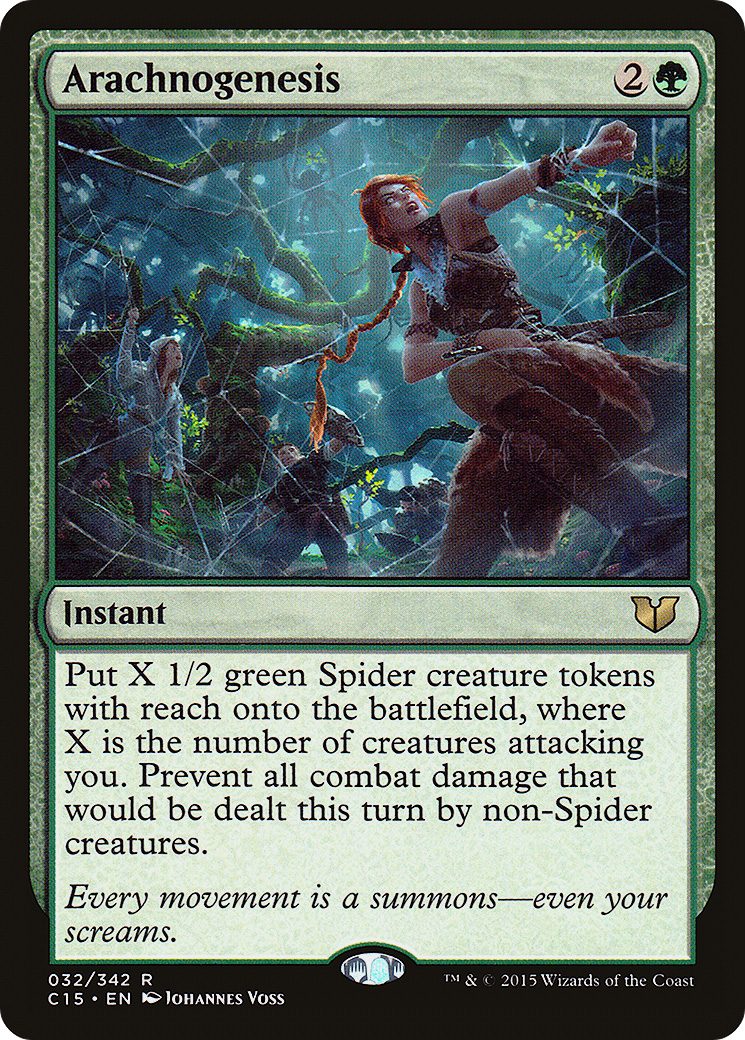 Arachnogenesis 2
Instant
Put X 1/2 green Spider creature tokens
with reach onto the battlefield, where
X is the number of creatures attacking
you. Prevent all combat damage that
would be dealt this turn by non-Spider
creatures.
Every movement is a summons—even your
screams.
032/342 R
C15 • EN Johannes Voss
™ & © 2015 Wizards of the Coast